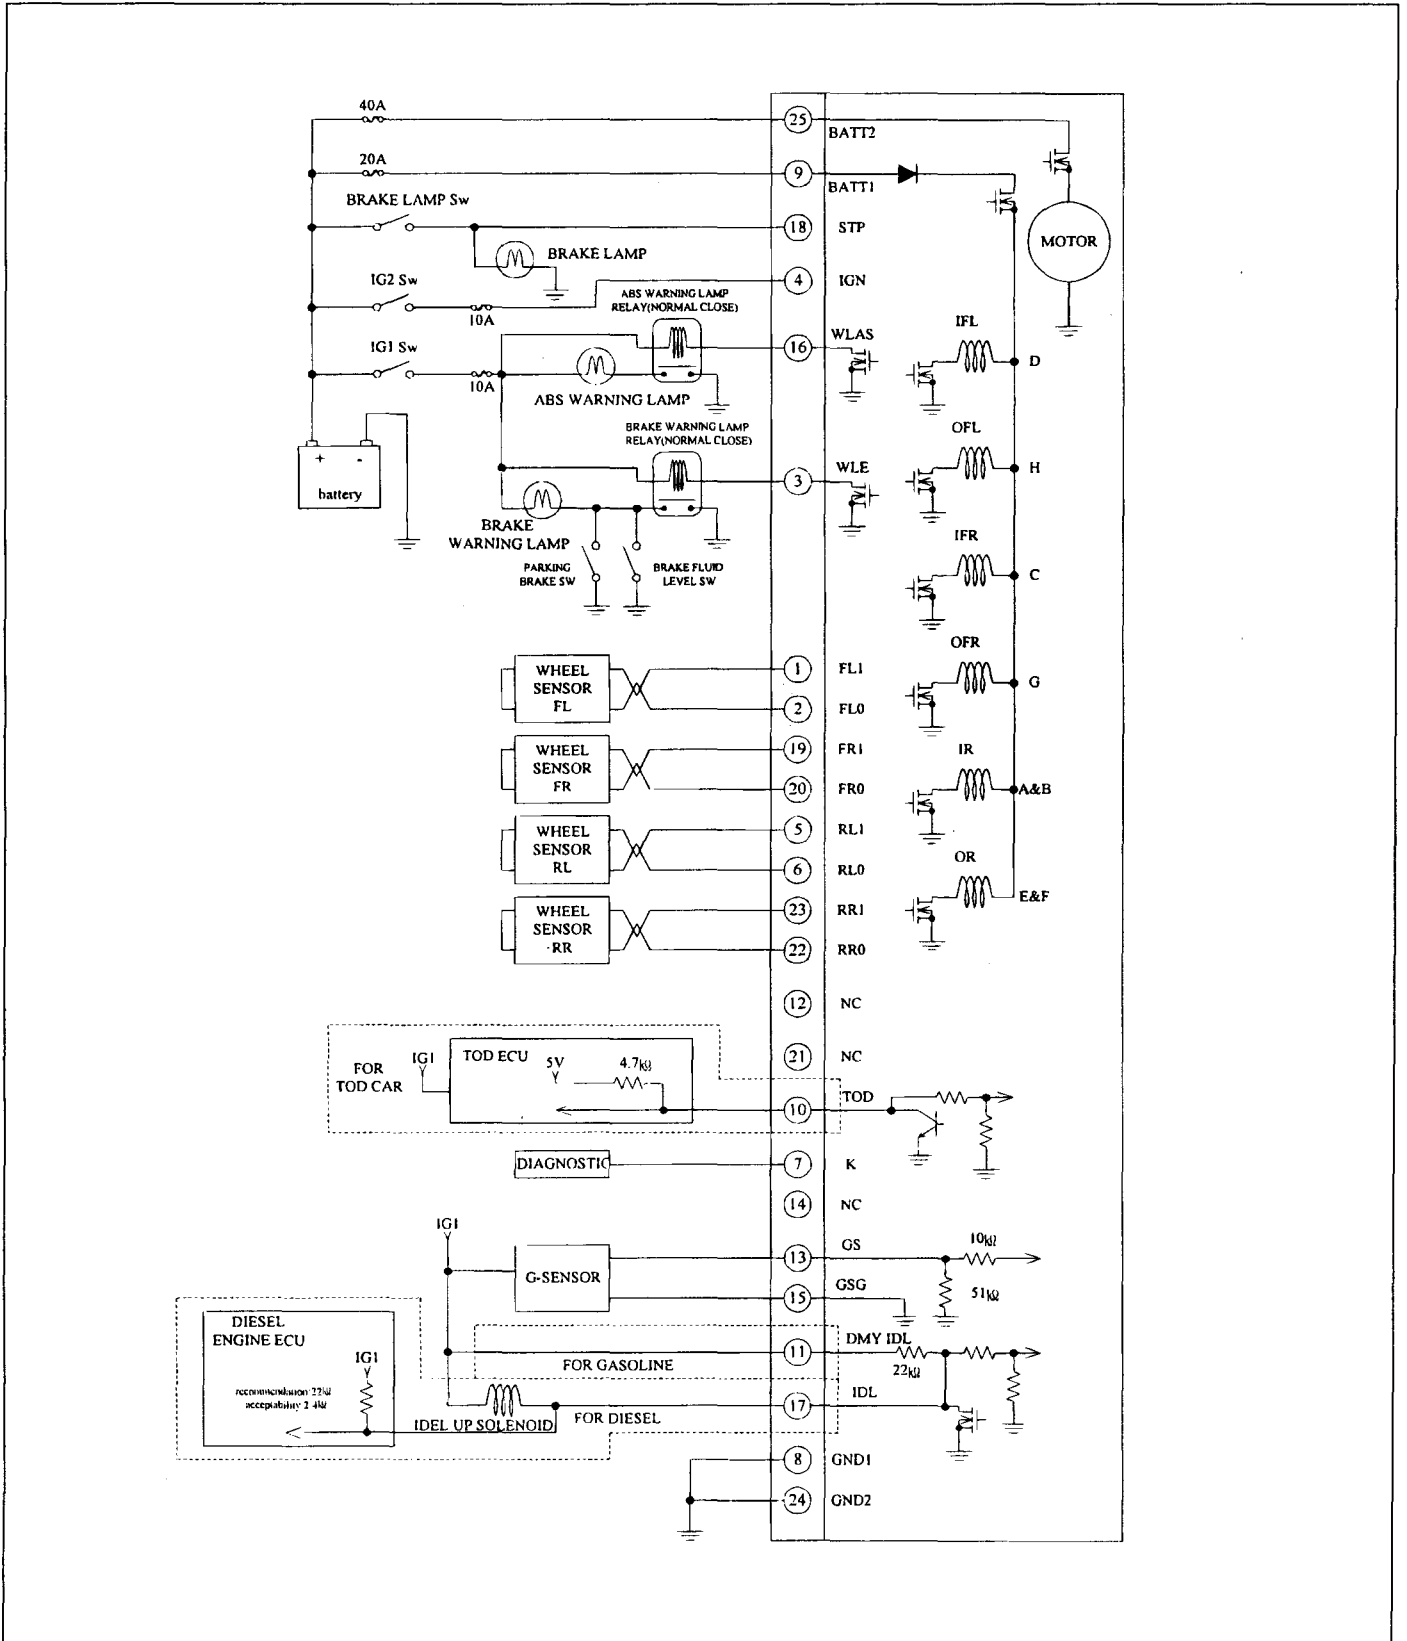 40A
25
BATT2
20A
9
BATT1
BRAKE LAMP Sw
18
STP
BRAKE LAMP
MOTOR
IG2 Sw
10A
4
IGN
ABS WARNING LAMP
RELAY(NORMAL CLOSE)
IG1 Sw
10A
16
WLAS
ABS WARNING LAMP
IFL
D
BRAKE WARNING LAMP
RELAY(NORMAL CLOSE)
OFL
H
+ -
battery
3
WLE
BRAKE
WARNING LAMP
PARKING
BRAKE SW
BRAKE FLUID
LEVEL SW
IFR
C
OFR
G
WHEEL
SENSOR
FL
1
FL1
2
FL0
WHEEL
SENSOR
FR
19
FR1
20
FR0
IR
A&B
WHEEL
SENSOR
RL
5
RL1
6
RL0
OR
E&F
WHEEL
SENSOR
RR
23
RR1
22
RR0
12
NC
21
NC
FOR
TOD CAR
IG1
TOD ECU
5V
4.7kΩ
10
TOD
DIAGNOSTIC
7
K
14
NC
IG1
G-SENSOR
13
GS
10kΩ
15
GSG
51kΩ
DIESEL
ENGINE ECU
IG1
recommendation 22kΩ
acceptability 2.4kΩ
FOR GASOLINE
11
DMY IDL
22kΩ
IDEL UP SOLENOID
FOR DIESEL
17
IDL
8
GND1
24
GND2